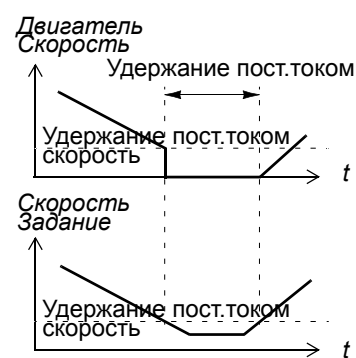 Двигатель
Скорость
Удержание пост.током
Удержание пост.током
скорость
t
Скорость
Задание
Удержание пост.током
скорость
t